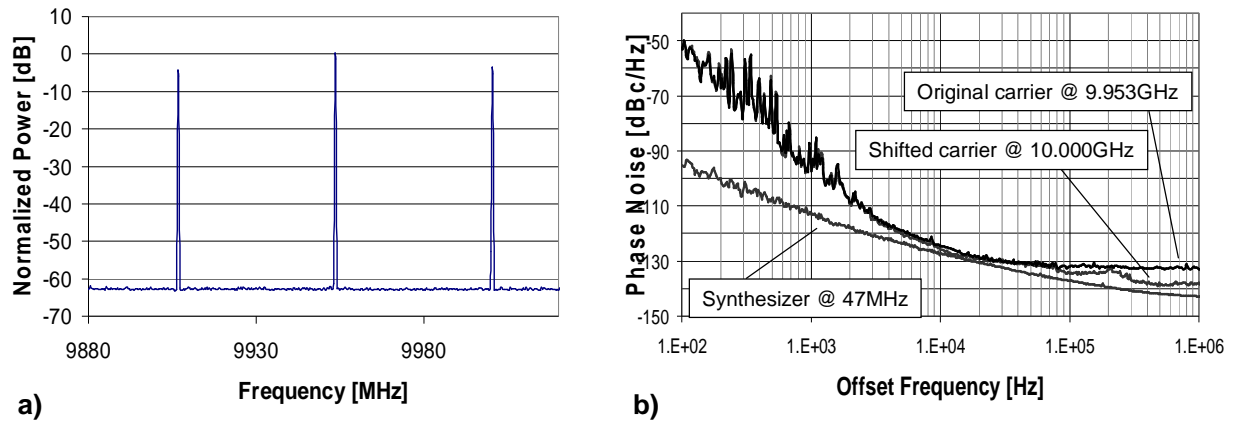 10
0
-10
-20
-30
-40
-50
-60
-70
Normalized Power [dB]
9880
9930
9980
Frequency [MHz]
a)
-50
-70
-90
-110
-130
-150
Phase Noise [dBc/Hz]
Original carrier @ 9.953GHz
Shifted carrier @ 10.000GHz
Synthesizer @ 47MHz
1.E+02
1.E+03
1.E+04
1.E+05
1.E+06
Offset Frequency [Hz]
b)